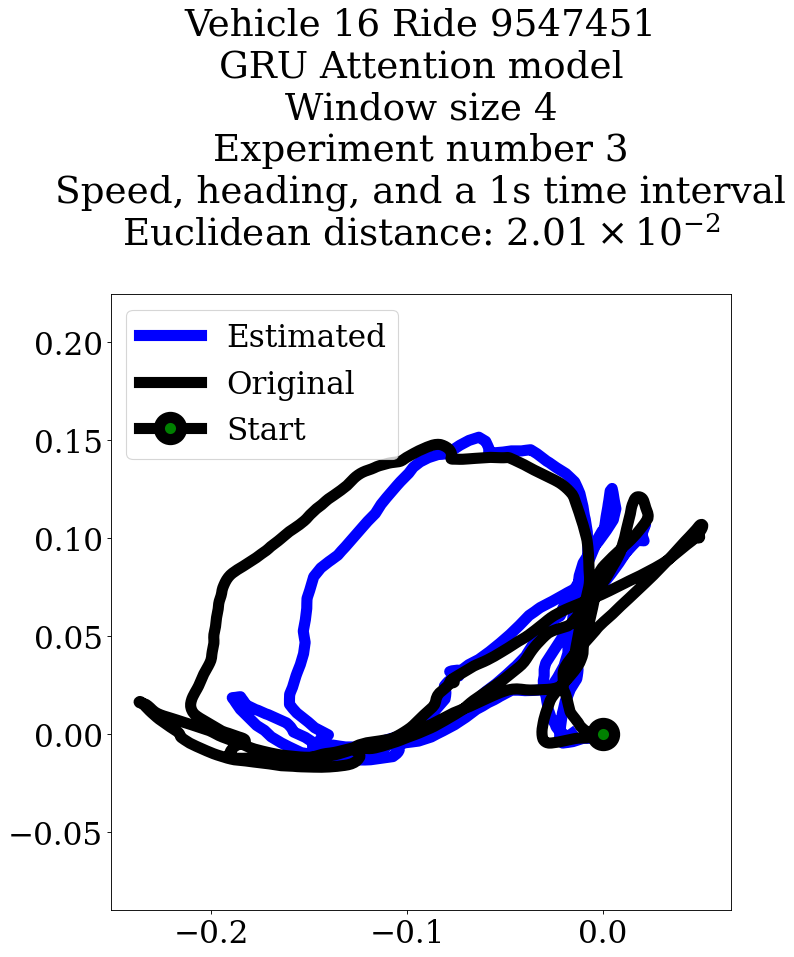 Vehicle 16 Ride 9547451
GRU Attention model
Window size 4
Experiment number 3
Speed, heading, and a 1s time interval
Euclidean distance: 2.01 × 10⁻²
Estimated
Original
Start
0.20
0.15
0.10
0.05
0.00
−0.05
−0.2
−0.1
0.0